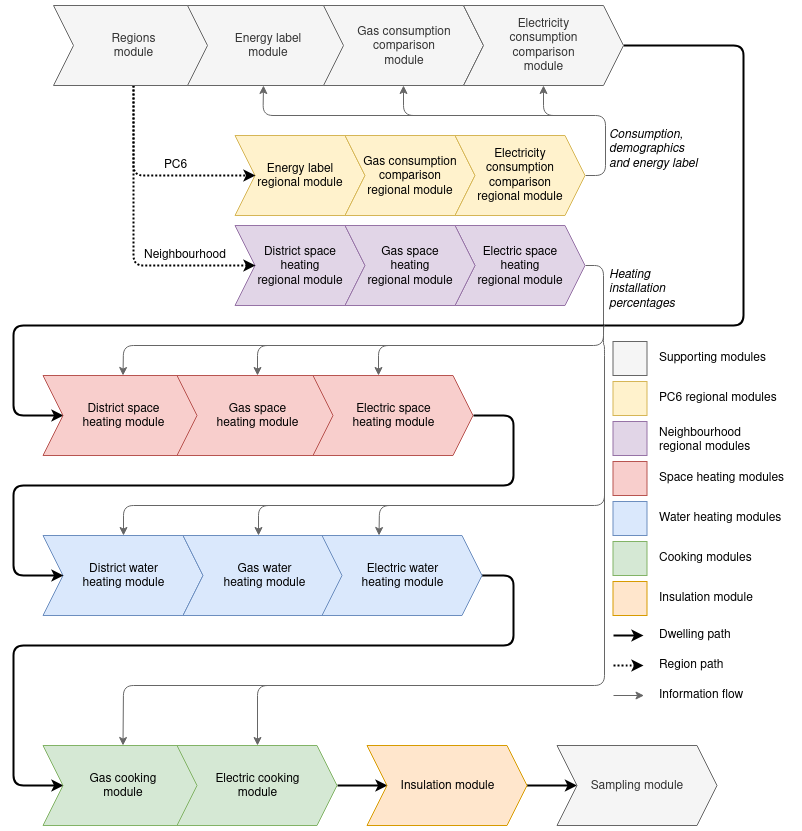 Regions
module
Energy label
module
Gas consumption
comparison
module
Electricity
consumption
comparison
module
Consumption,
demographics
and energy label
PC6
Energy label
regional module
Gas consumption
comparison
regional module
Electricity
consumption
comparison
regional module
Neighbourhood
District space
heating
regional module
Gas space
heating
regional module
Electric space
heating
regional module
Heating
installation
percentages
Supporting modules
PC6 regional modules
Neighbourhood
regional modules
Space heating modules
Water heating modules
Cooking modules
Insulation module
Dwelling path
Region path
Information flow
District space
heating module
Gas space
heating module
Electric space
heating module
District water
heating module
Gas water
heating module
Electric water
heating module
Gas cooking
module
Electric cooking
module
Insulation module
Sampling module